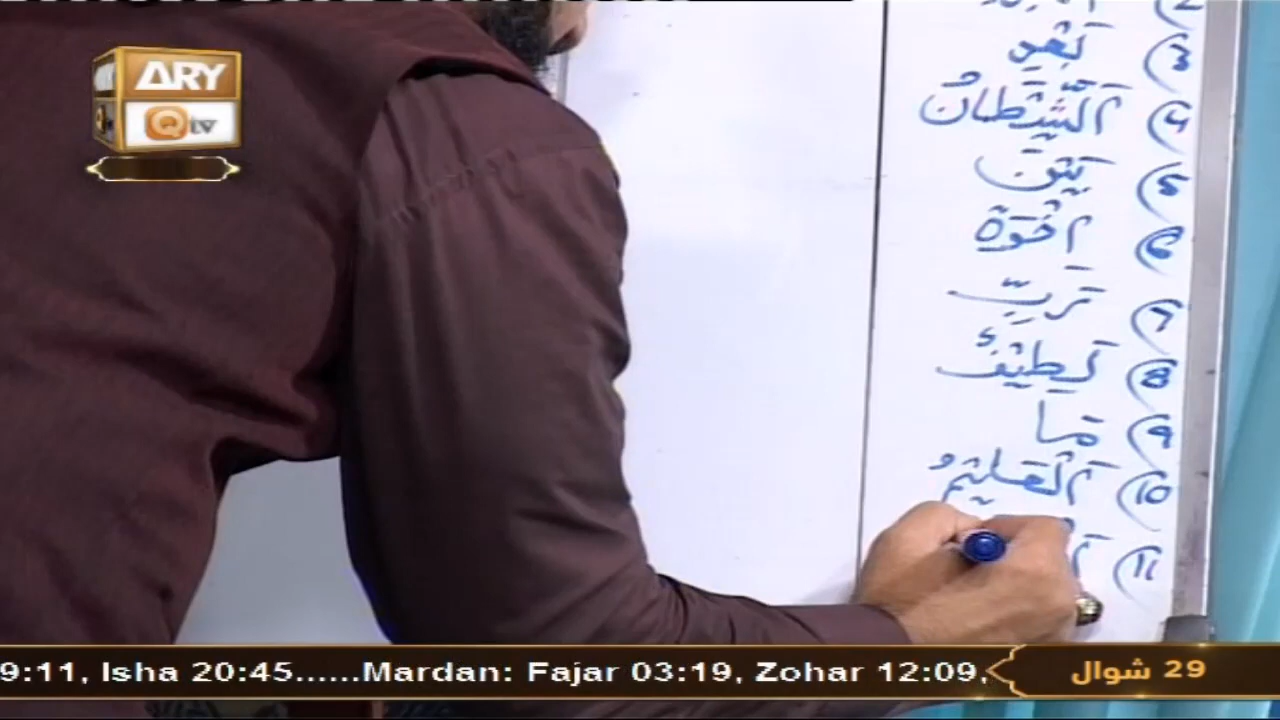 ARY
Qtv
3 بَعْدِ
4 اَلشَّيْطَانُ
5 بَيْنَ
6 اِخْوَة
7 رَبِّ
8 لَطِيْفٌ
9 لِمَا
10 اَلْعَلِيْمُ
11
9:11, Isha 20:45......Mardan: Fajar 03:19, Zohar 12:09,
29 شوال